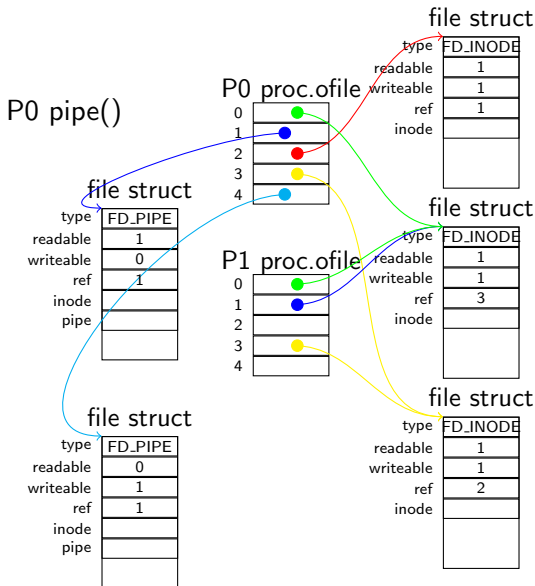 P0 pipe()
file struct
type FD_PIPE
readable 1
writeable 0
ref 1
inode
pipe
file struct
type FD_PIPE
readable 0
writeable 1
ref 1
inode
pipe
P0 proc.ofile
0
1
2
3
4
P1 proc.ofile
0
1
2
3
4
file struct
type FD_INODE
readable 1
writeable 1
ref 1
inode
file struct
type FD_INODE
readable 1
writeable 1
ref 3
inode
file struct
type FD_INODE
readable 1
writeable 1
ref 2
inode